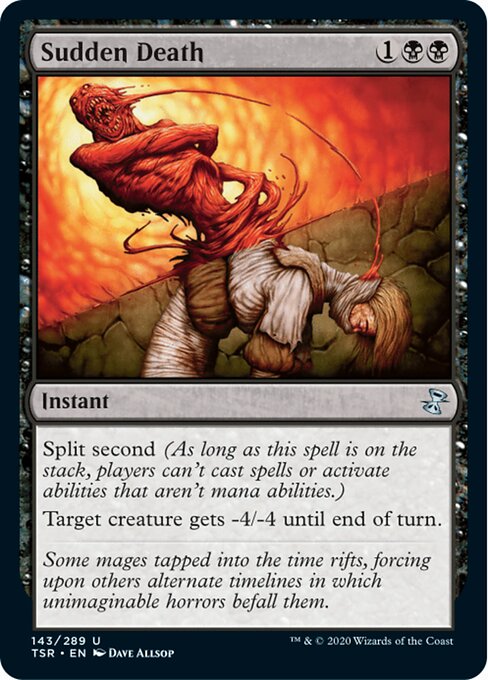 Sudden Death 1
Instant
Split second (As long as this spell is on the
stack, players can't cast spells or activate
abilities that aren't mana abilities.)
Target creature gets -4/-4 until end of turn.
Some mages tapped into the time rifts, forcing
upon others alternate timelines in which
unimaginable horrors befall them.
143/289 U
TSR • EN Dave Allsop
™ & © 2020 Wizards of the Coast